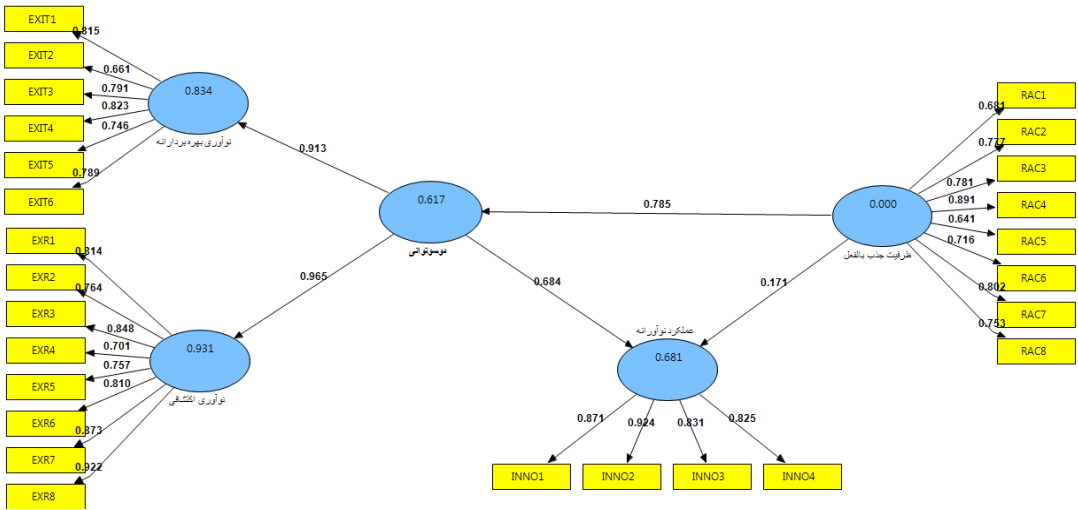 EXIT1
0.815
EXIT2
0.661
EXIT3
0.791
EXIT4
0.823
EXIT5
0.746
EXIT6
0.789
0.834
نوآوری بهره بردارانه
0.913
EXR1
0.814
EXR2
0.764
EXR3
0.848
EXR4
0.701
EXR5
0.757
EXR6
0.810
EXR7
0.873
EXR8
0.922
0.931
نوآوری اکتشافی
0.965
0.617
دوسوتوانی
0.785
0.684
0.171
عملکرد نوآورانه
0.681
0.871
0.924
0.831
0.825
INNO1
INNO2
INNO3
INNO4
0.000
ظرفیت جذب بالفعل
0.681
RAC1
0.777
RAC2
0.781
RAC3
0.891
RAC4
0.641
RAC5
0.716
RAC6
0.802
RAC7
0.753
RAC8